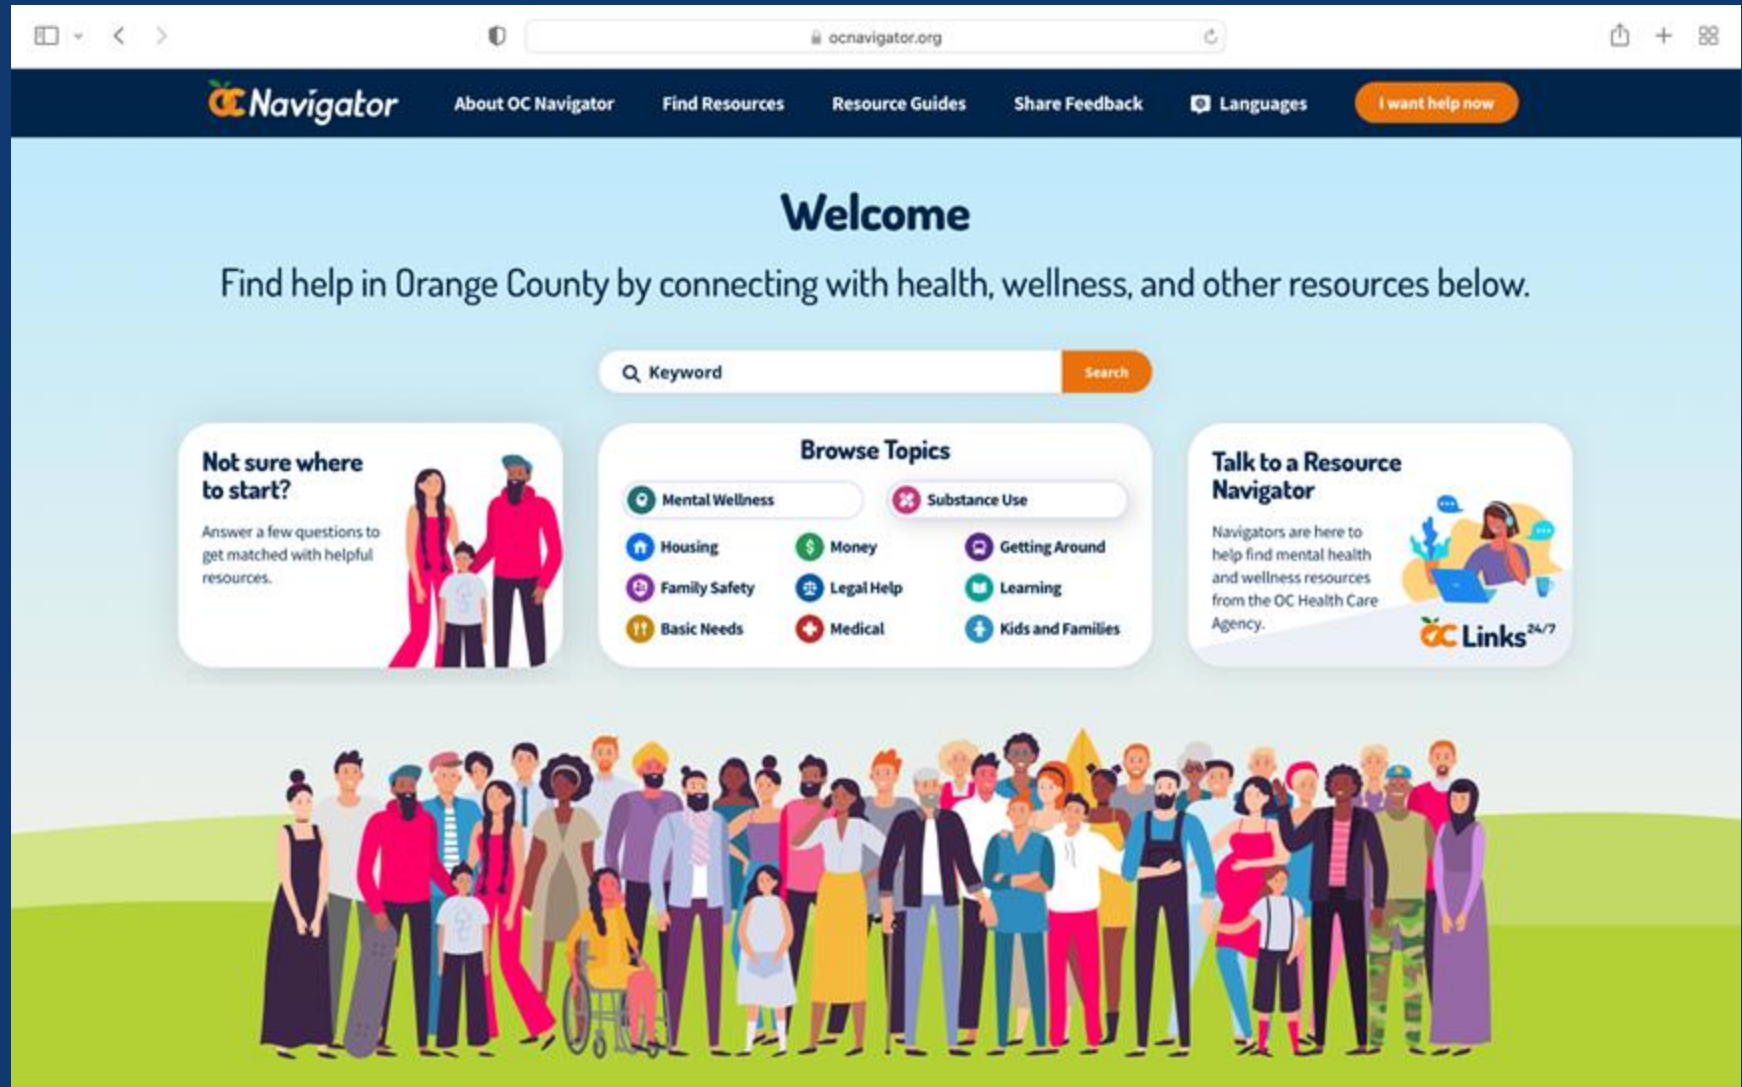 ocnavigator.org
OC Navigator
About OC Navigator
Find Resources
Resource Guides
Share Feedback
Languages
I want help now
Welcome
Find help in Orange County by connecting with health, wellness, and other resources below.
Keyword
Search
Not sure where
to start?
Answer a few questions to
get matched with helpful
resources.
Browse Topics
Mental Wellness
Substance Use
Housing
Money
Getting Around
Family Safety
Legal Help
Learning
Basic Needs
Medical
Kids and Families
Talk to a Resource
Navigator
Navigators are here to
help find mental health
and wellness resources
from the OC Health Care
Agency.
OC Links 24/7